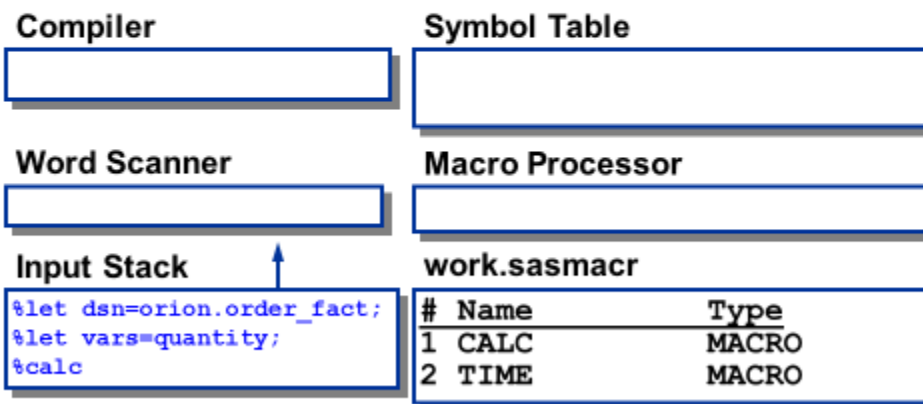 Compiler
Symbol Table
Word Scanner
Macro Processor
Input Stack
work.sasmacr
%let dsn=orion.order_fact;
%let vars=quantity;
%calc
# Name Type
1 CALC MACRO
2 TIME MACRO